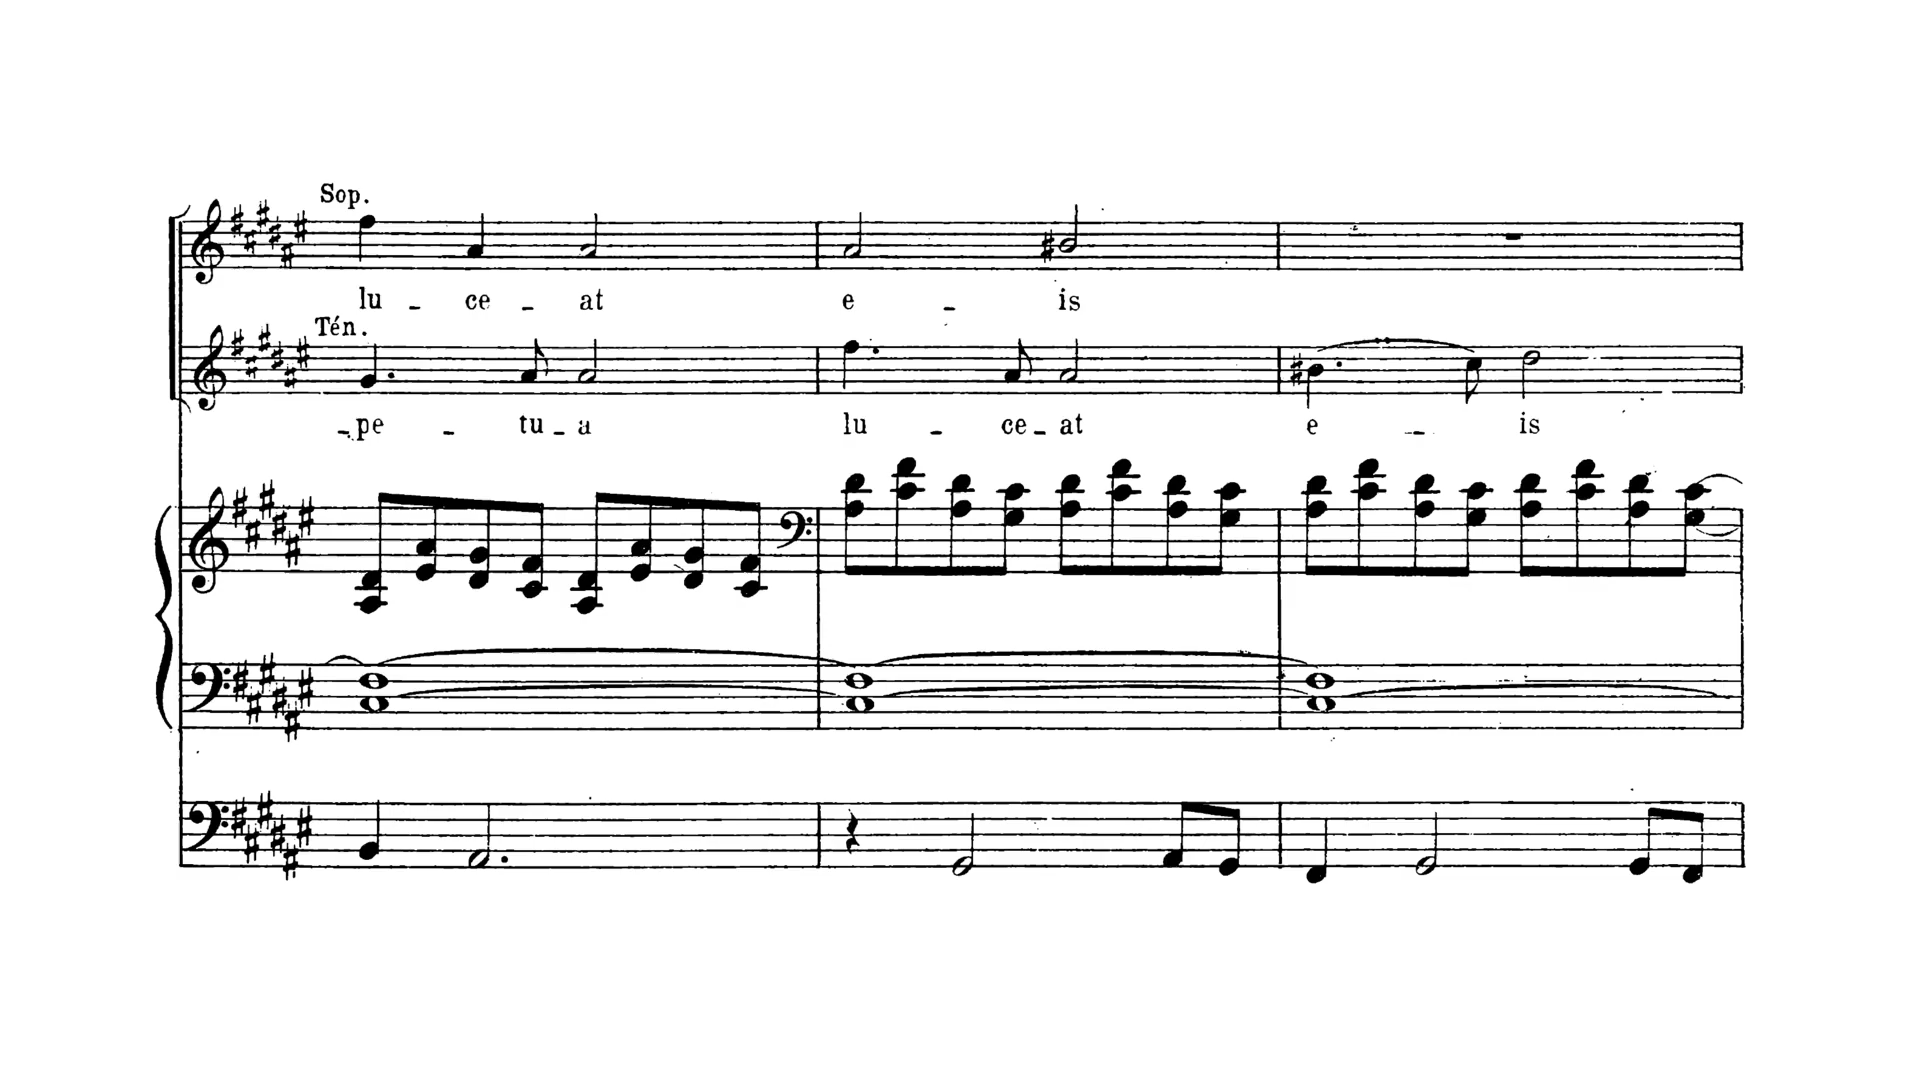 Sop.
lu - ce - at e - is
Tén.
- pe - tu - a lu - ce - at e - is